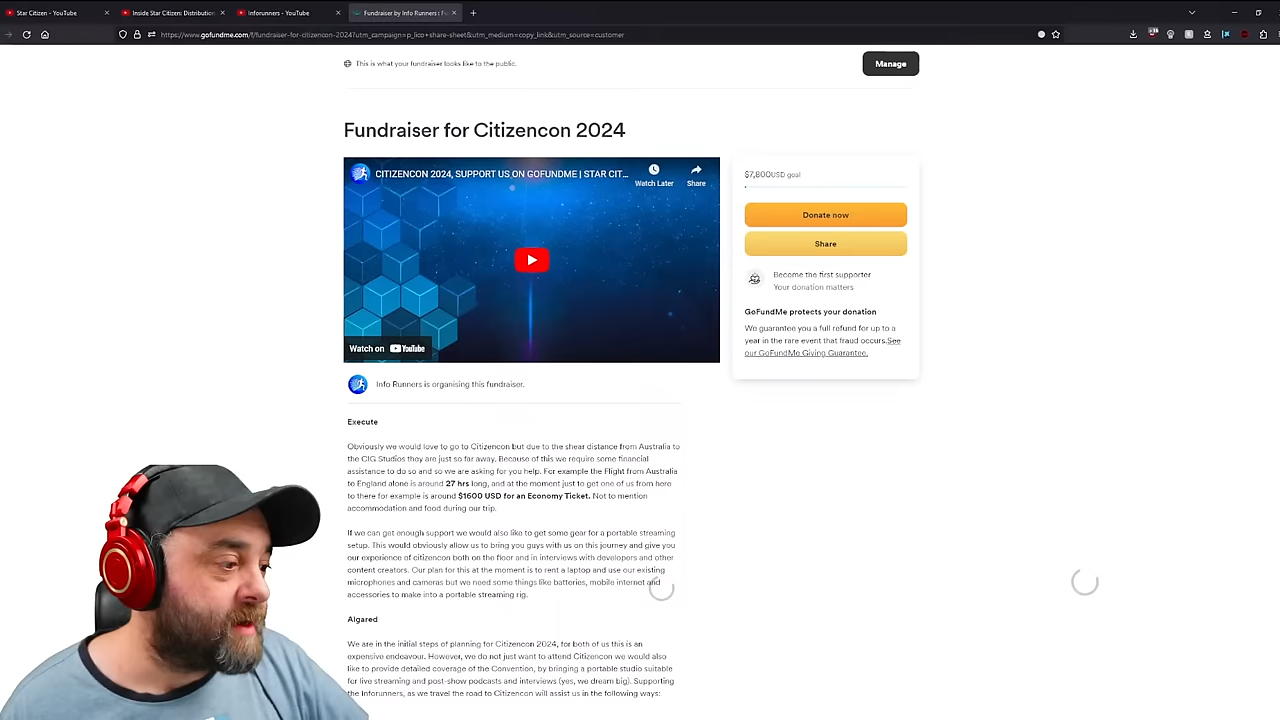 Star Citizen - YouTube
Inside Star Citizen: Distribution
Inforunners - YouTube
Fundraiser by Info Runners : F
https://www.gofundme.com/f/fundraiser-for-citizencon-2024?utm_campaign=p_lico+share-sheet&utm_medium=copy_link&utm_source=customer
This is what your fundraiser looks like to the public.
Manage
Fundraiser for Citizencon 2024
CITIZENCON 2024, SUPPORT US ON GOFUNDME | STAR CIT...
Watch Later
Share
Watch on YouTube
$7,800USD goal
Donate now
Share
Become the first supporter
Your donation matters
GoFundMe protects your donation
We guarantee you a full refund for up to a
year in the rare event that fraud occurs.See
our GoFundMe Giving Guarantee.
Info Runners is organising this fundraiser.
Execute
Obviously we would love to go to Citizencon but due to the shear distance from Australia to
the CIG Studios they are just so far away. Because of this we require some financial
assistance to do so and so we are asking for you help. For example the Flight from Australia
to England alone is around 27 hrs long, and at the moment just to get one of us from here
to there for example is around $1600 USD for an Economy Ticket. Not to mention
accommodation and food during our trip.
If we can get enough support we would also like to get some gear for a portable streaming
setup. This would obviously allow us to bring you guys with us on this journey and give you
our experience of citizencon both on the floor and in interviews with developers and other
content creators. Our plan for this at the moment is to rent a laptop and use our existing
microphones and cameras but we need some things like batteries, mobile internet and
accessories to make into a portable streaming rig.
Algared
We are in the initial steps of planning for Citizencon 2024, for both of us this is an
expensive endeavour. However, we do not just want to attend Citizencon we would also
like to provide detailed coverage of the Convention, by bringing a portable studio suitable
for live streaming and post-show podcasts and interviews (yes, we dream big). Supporting
the Inforunners, as we travel the road to Citizencon will assist us in the following ways: